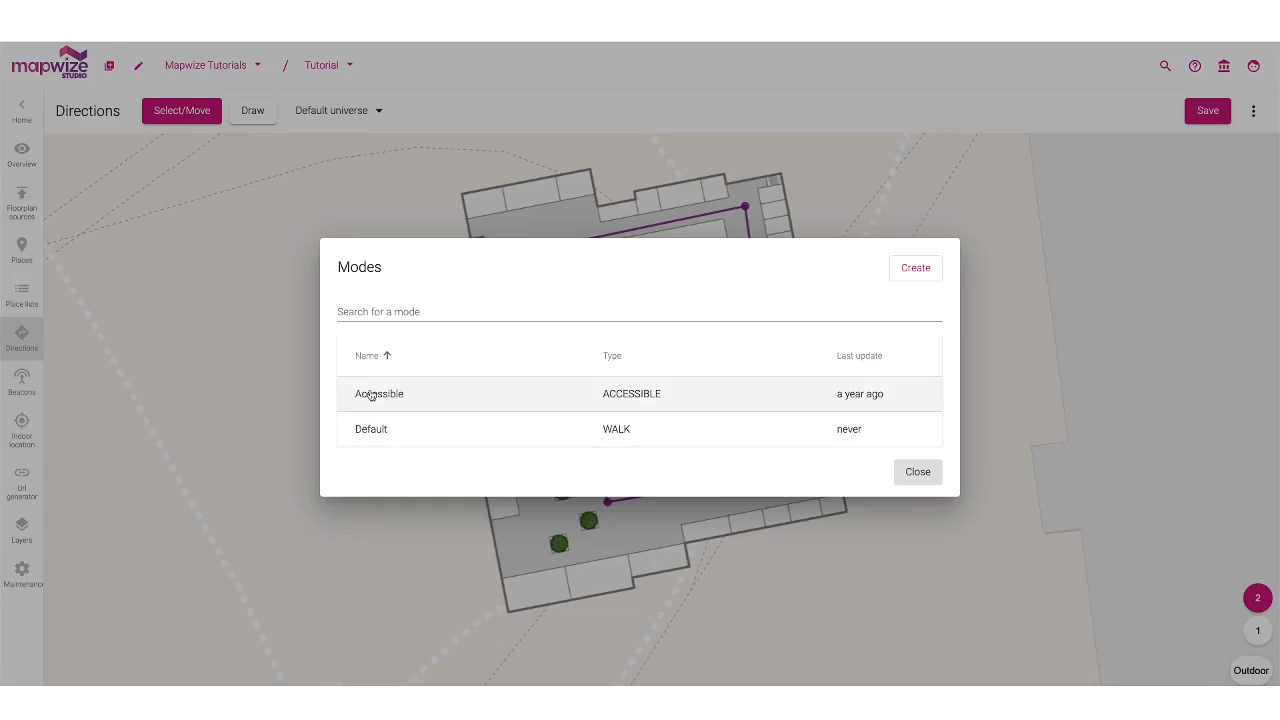 mapwize
STUDIO
Mapwize Tutorials / Tutorial
Home
Directions Select/Move Draw Default universe Save
Overview
Floorplan
sources
Places
Place lists
Directions
Beacons
Indoor
location
Url
generator
Layers
Maintenance
Modes Create
Search for a mode
Name Type Last update
Accessible ACCESSIBLE a year ago
Default WALK never
Close
2
1
Outdoor